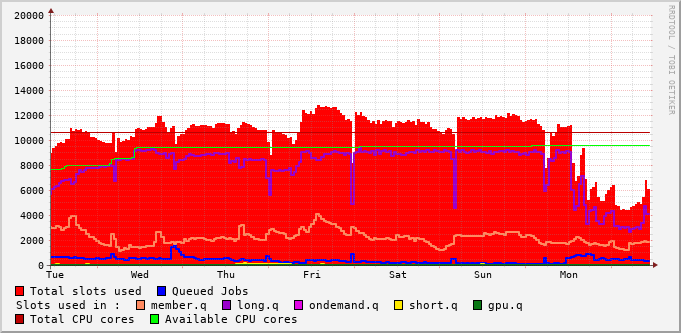 20000
18000
16000
14000
12000
10000
8000
6000
4000
2000
0
Tue Wed Thu Fri Sat Sun Mon
RRDTOOL / TOBI OETIKER
Total slots used Queued Jobs
Slots used in : member.q long.q ondemand.q short.q gpu.q
Total CPU cores Available CPU cores